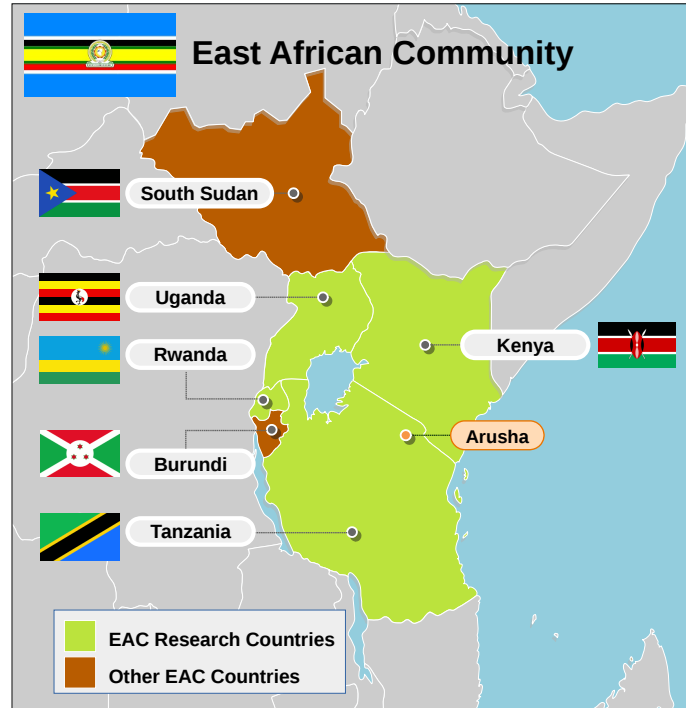 East African Community
South Sudan
Uganda
Rwanda
Kenya
Arusha
Burundi
Tanzania
EAC Research Countries
Other EAC Countries